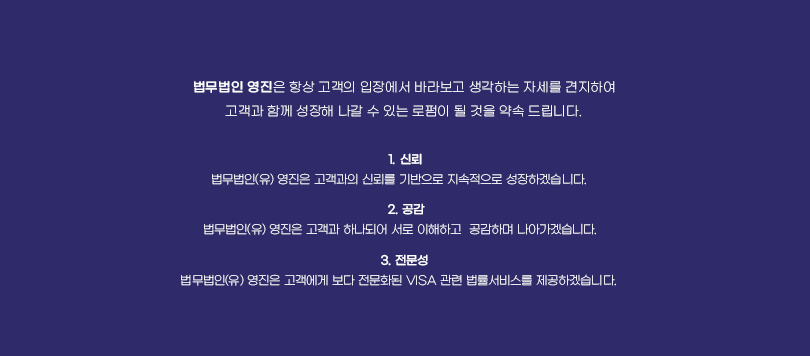 법무법인 영진은 항상 고객의 입장에서 바라보고 생각하는 자세를 견지하여
고객과 함께 성장해 나갈 수 있는 로펌이 될 것을 약속 드립니다.
1. 신뢰
법무법인(유) 영진은 고객과의 신뢰를 기반으로 지속적으로 성장하겠습니다.
2. 공감
법무법인(유) 영진은 고객과 하나되어 서로 이해하고 공감하며 나아가겠습니다.
3. 전문성
법무법인(유) 영진은 고객에게 보다 전문화된 VISA 관련 법률서비스를 제공하겠습니다.